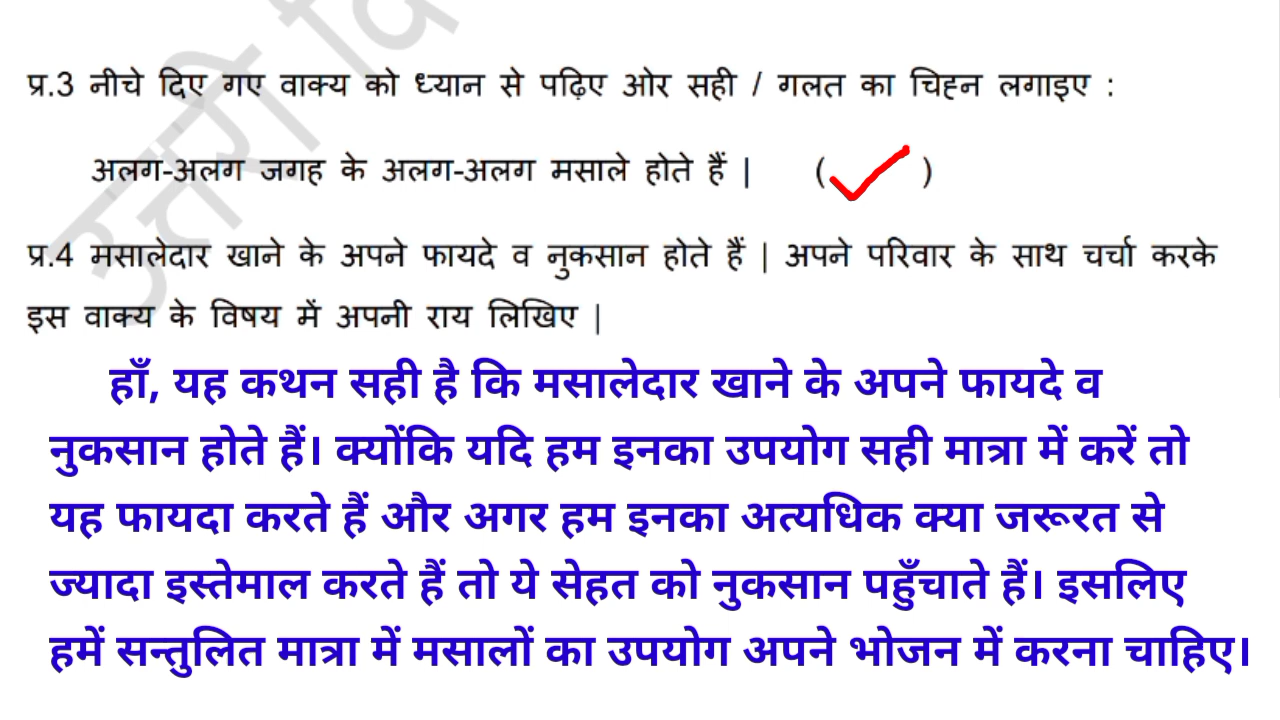 प्र.3 नीचे दिए गए वाक्य को ध्यान से पढ़िए ओर सही / गलत का चिह्न लगाइए :
अलग-अलग जगह के अलग-अलग मसाले होते हैं | ( ✓ )
प्र.4 मसालेदार खाने के अपने फायदे व नुकसान होते हैं | अपने परिवार के साथ चर्चा करके
इस वाक्य के विषय में अपनी राय लिखिए |
हाँ, यह कथन सही है कि मसालेदार खाने के अपने फायदे व
नुकसान होते हैं। क्योंकि यदि हम इनका उपयोग सही मात्रा में करें तो
यह फायदा करते हैं और अगर हम इनका अत्यधिक क्या जरूरत से
ज्यादा इस्तेमाल करते हैं तो ये सेहत को नुकसान पहुँचाते हैं। इसलिए
हमें सन्तुलित मात्रा में मसालों का उपयोग अपने भोजन में करना चाहिए।
उत्तरी